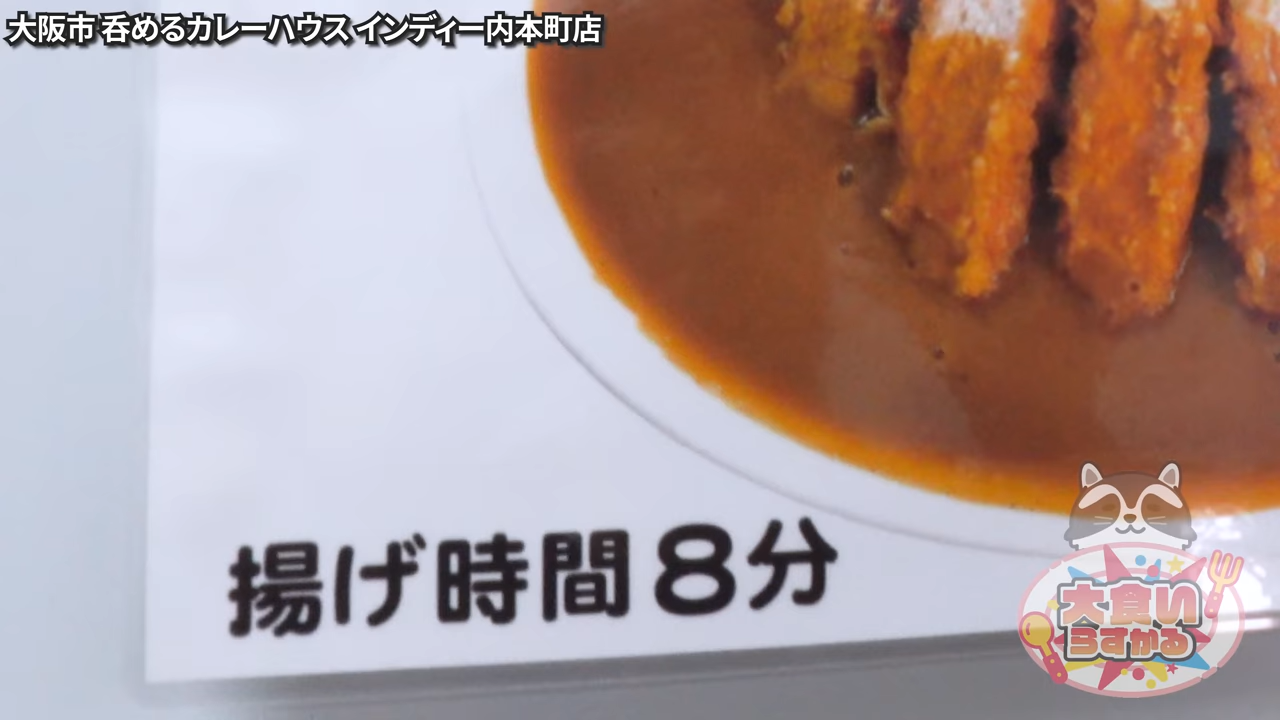 大阪市 呑めるカレーハウス インディー内本町店
揚げ時間8分
大食い
らすかる